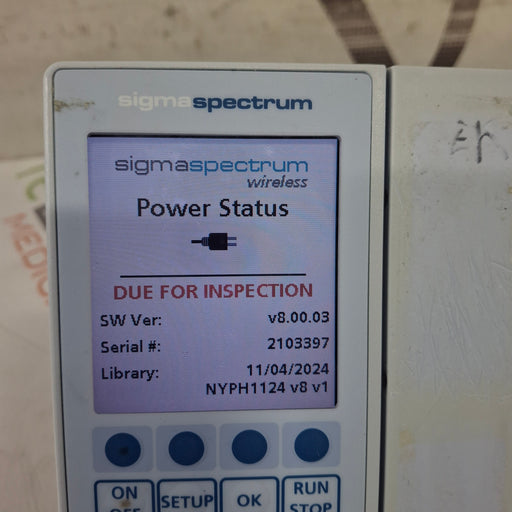 sigmaspectrum
sigmaspectrum
wireless
Power Status
DUE FOR INSPECTION
SW Ver: v8.00.03
Serial #: 2103397
Library: 11/04/2024
NYPH1124 v8 v1
ON
OFF
SETUP
OK
RUN
STOP